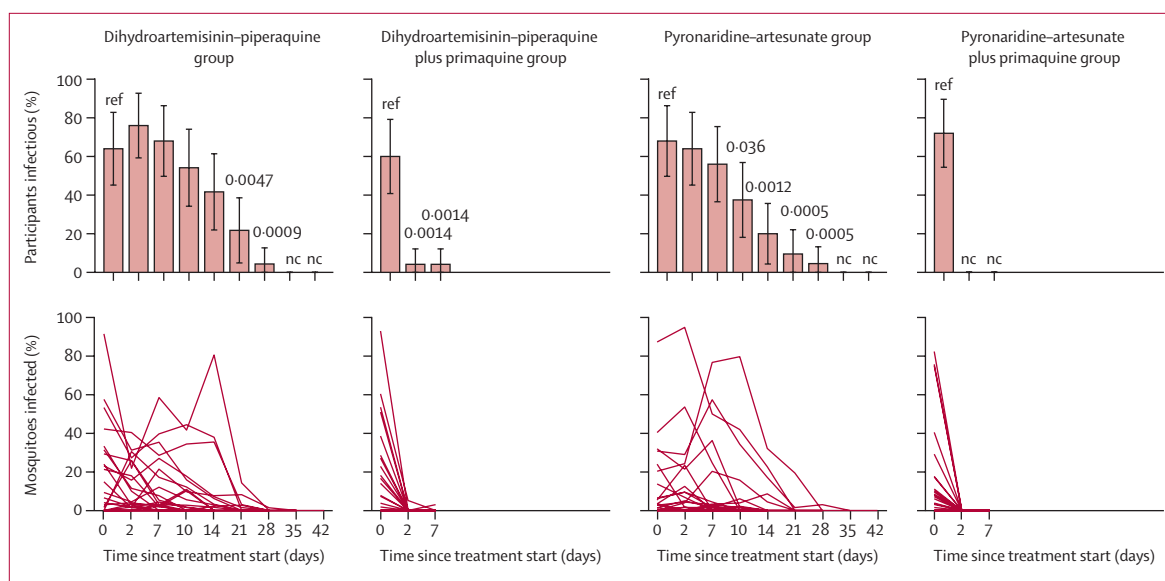 Dihydroartemisinin–piperaquine
group
Dihydroartemisinin–piperaquine
plus primaquine group
Pyronaridine–artesunate group
Pyronaridine–artesunate
plus primaquine group
Participants infectious (%)
100
80
60
40
20
0
ref
0·0047
0·0009
nc
nc
ref
0·0014
0·0014
ref
0·036
0·0012
0·0005
0·0005
nc
nc
ref
nc
nc
Mosquitoes infected (%)
100
80
60
40
20
0
0 2 7 10 14 21 28 35 42
Time since treatment start (days)
0 2 7
Time since treatment start (days)
0 2 7 10 14 21 28 35 42
Time since treatment start (days)
0 2 7
Time since treatment start (days)